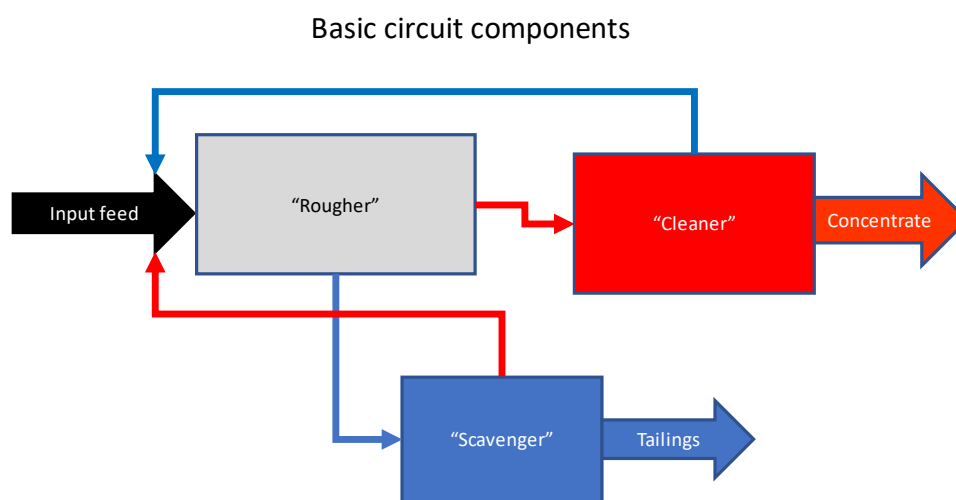 Basic circuit components
Input feed
“Rougher”
“Cleaner”
Concentrate
“Scavenger”
Tailings